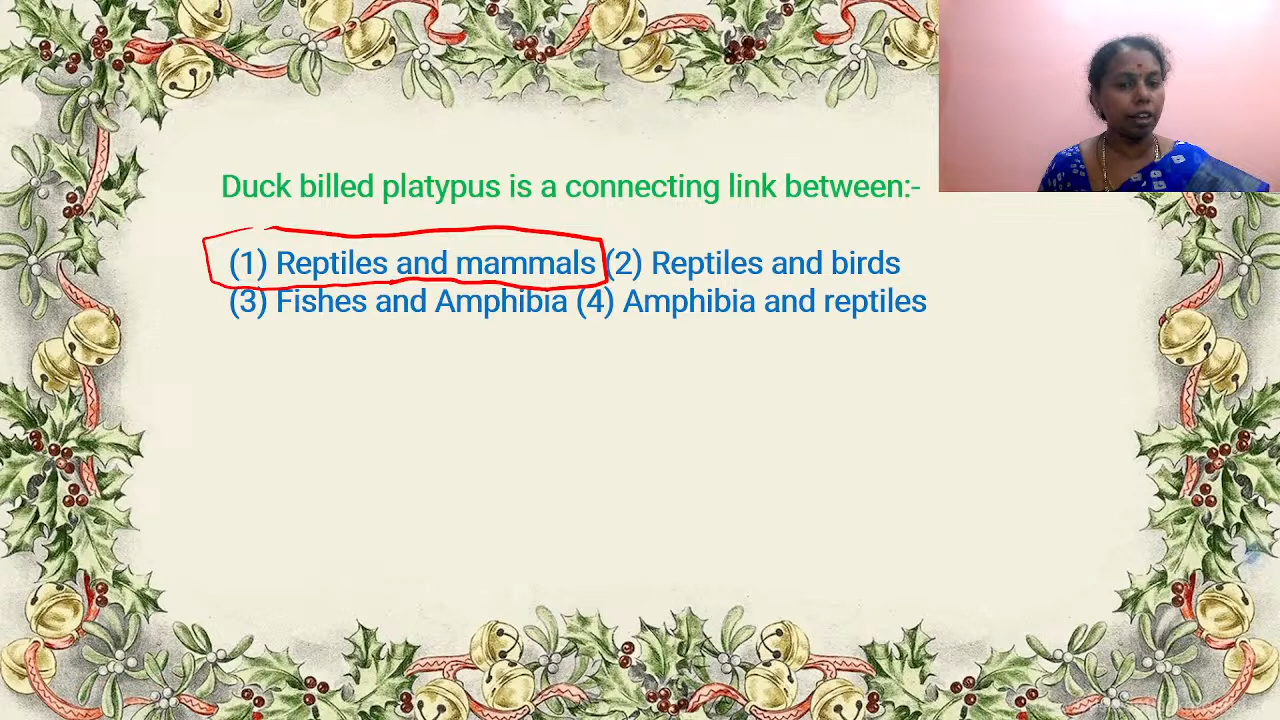 Duck billed platypus is a connecting link between:-
(1) Reptiles and mammals (2) Reptiles and birds
(3) Fishes and Amphibia (4) Amphibia and reptiles